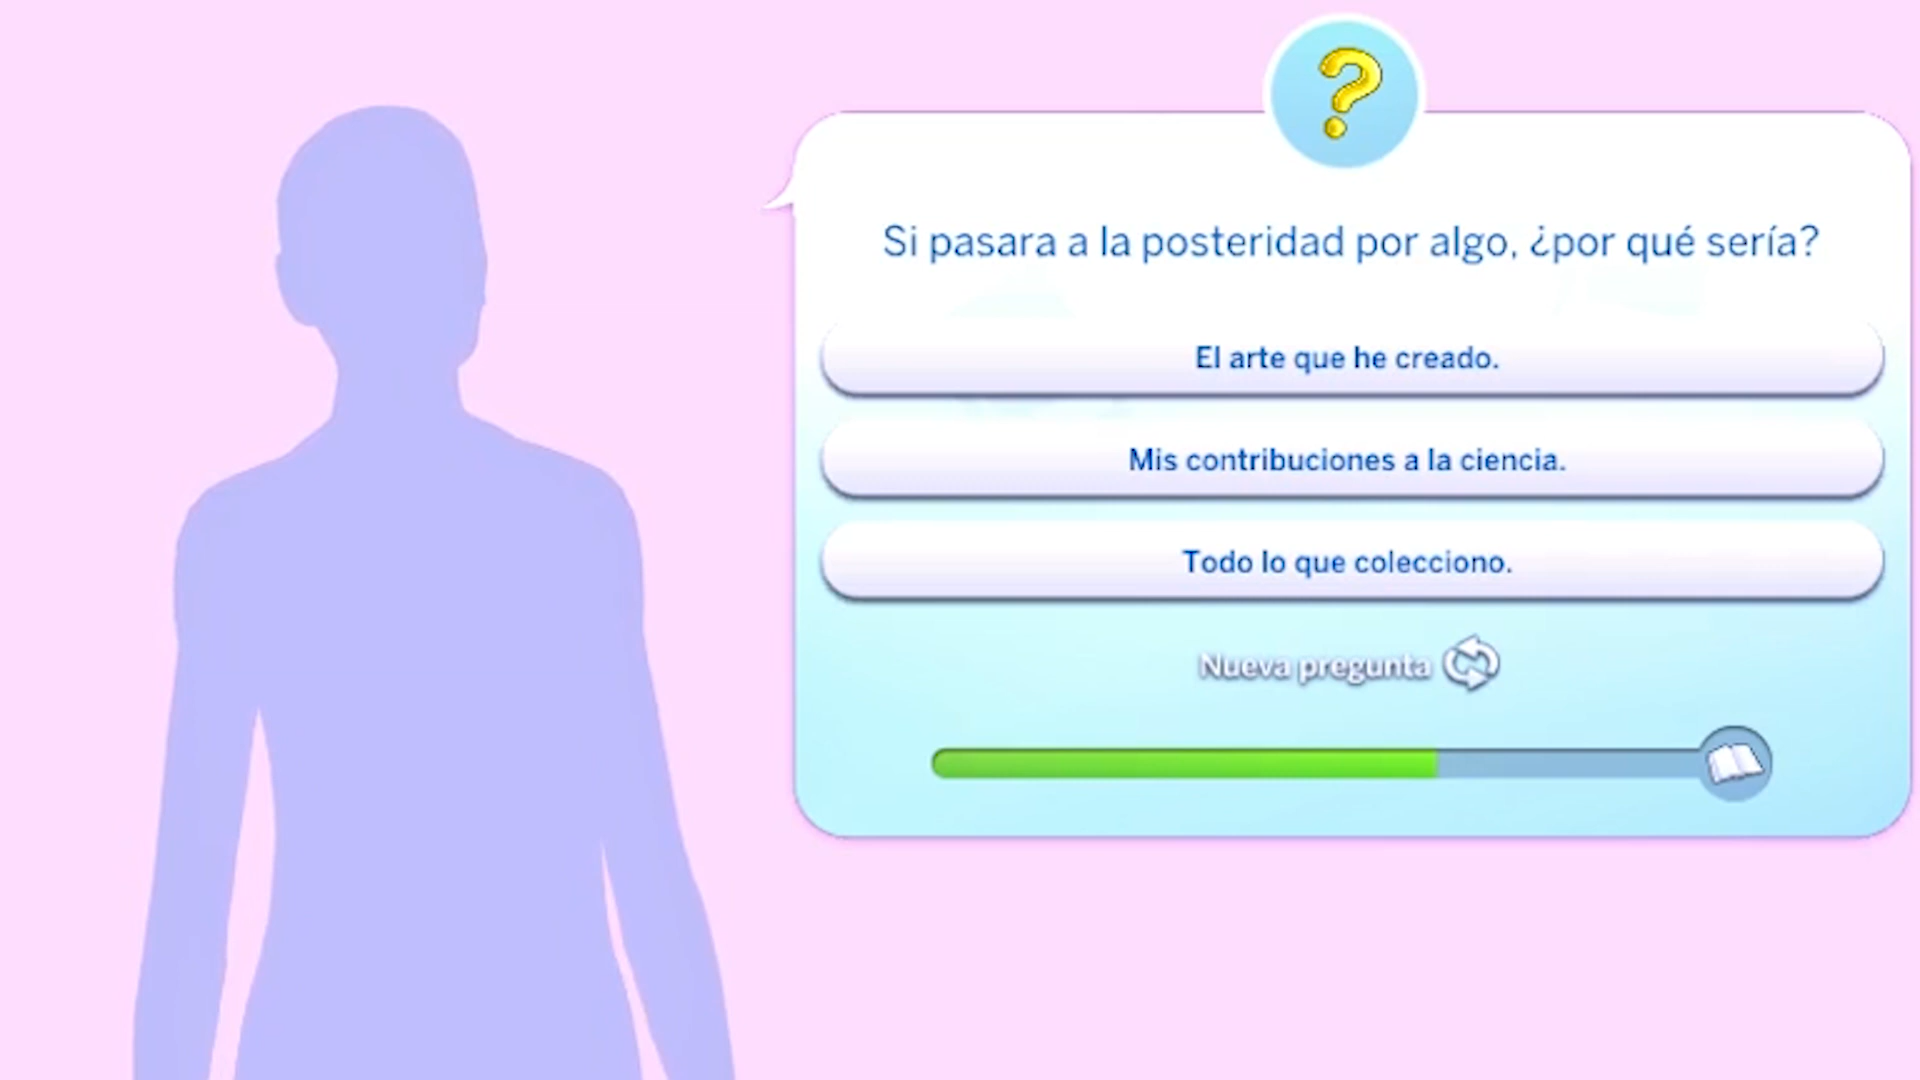 Si pasara a la posteridad por algo, ¿por qué sería?
El arte que he creado.
Mis contribuciones a la ciencia.
Todo lo que colecciono.
Nueva pregunta